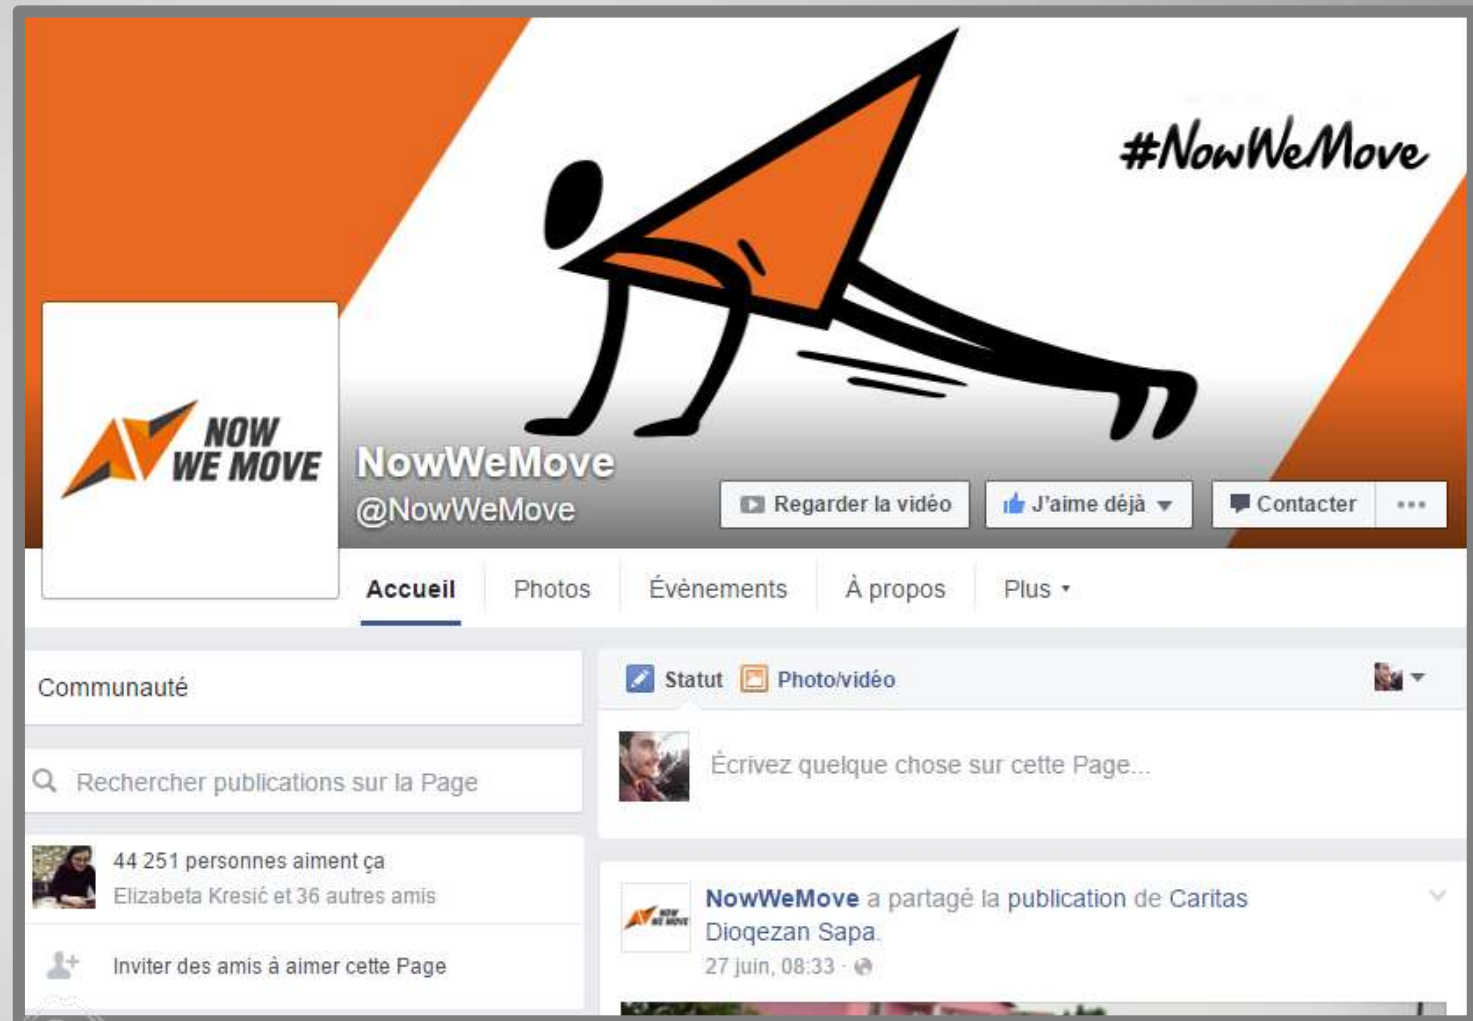 #NowWeMove
NOW
WE MOVE
NowWeMove
@NowWeMove
Regarder la vidéo
J'aime déjà
Contacter
Accueil
Photos
Évènements
À propos
Plus
Communauté
Rechercher publications sur la Page
44 251 personnes aiment ça
Elizabeta Kresić et 36 autres amis
Inviter des amis à aimer cette Page
Statut
Photo/vidéo
Écrivez quelque chose sur cette Page...
NOW
WE MOVE
NowWeMove a partagé la publication de Caritas
Dioqezan Sapa.
27 juin, 08:33 ·